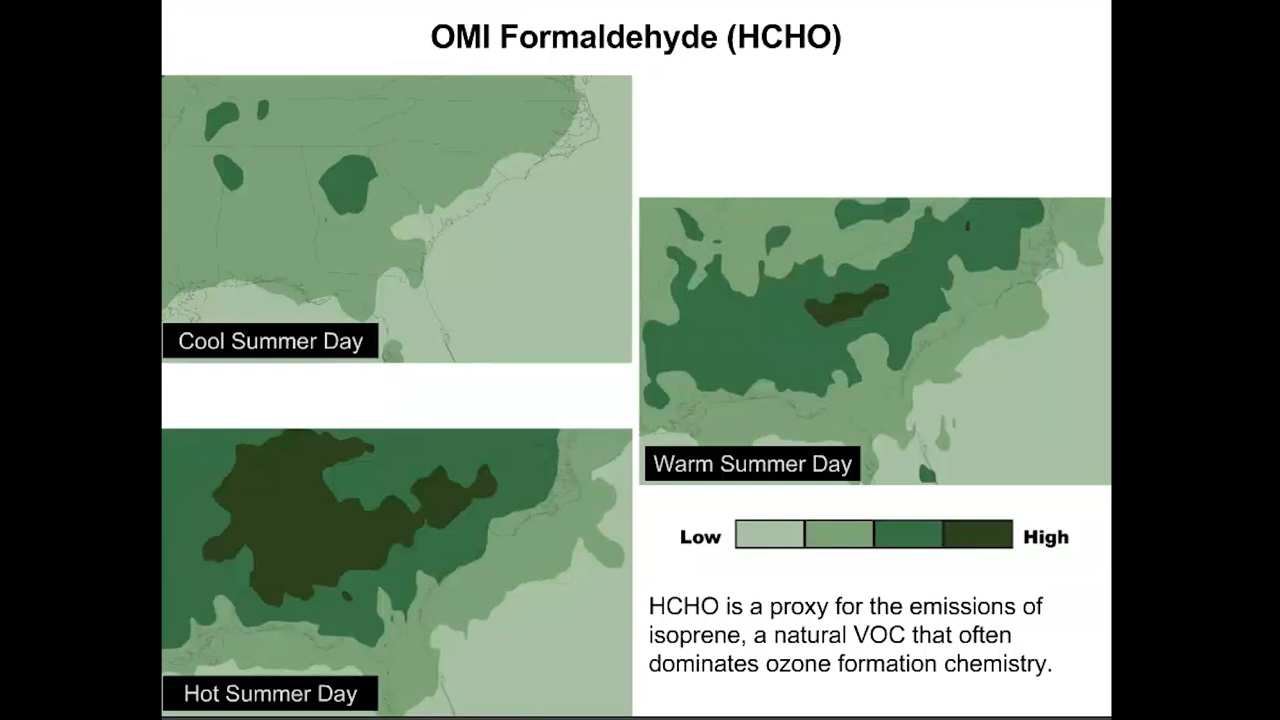 OMI Formaldehyde (HCHO)
Cool Summer Day
Warm Summer Day
Hot Summer Day
Low
High
HCHO is a proxy for the emissions of
isoprene, a natural VOC that often
dominates ozone formation chemistry.